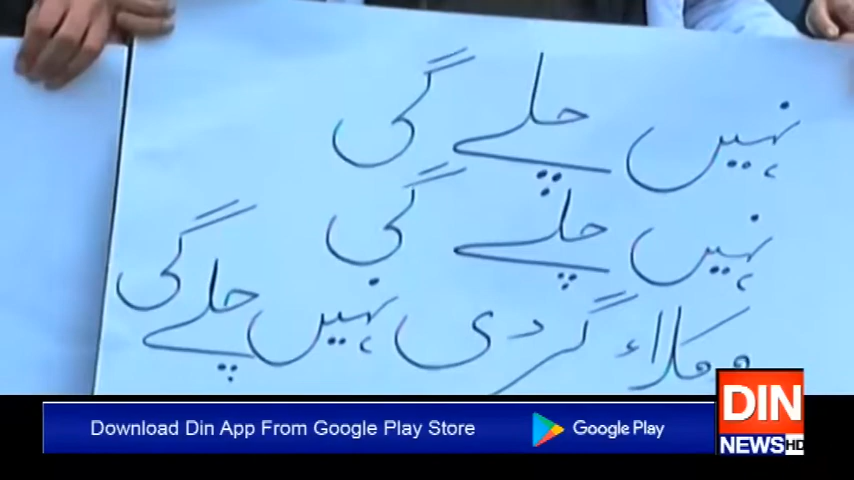 نہیں چلے گی
نہیں چلے گی
وکلاء گردی نہیں چلے گی
Download Din App From Google Play Store
Google Play
DIN
NEWS HD